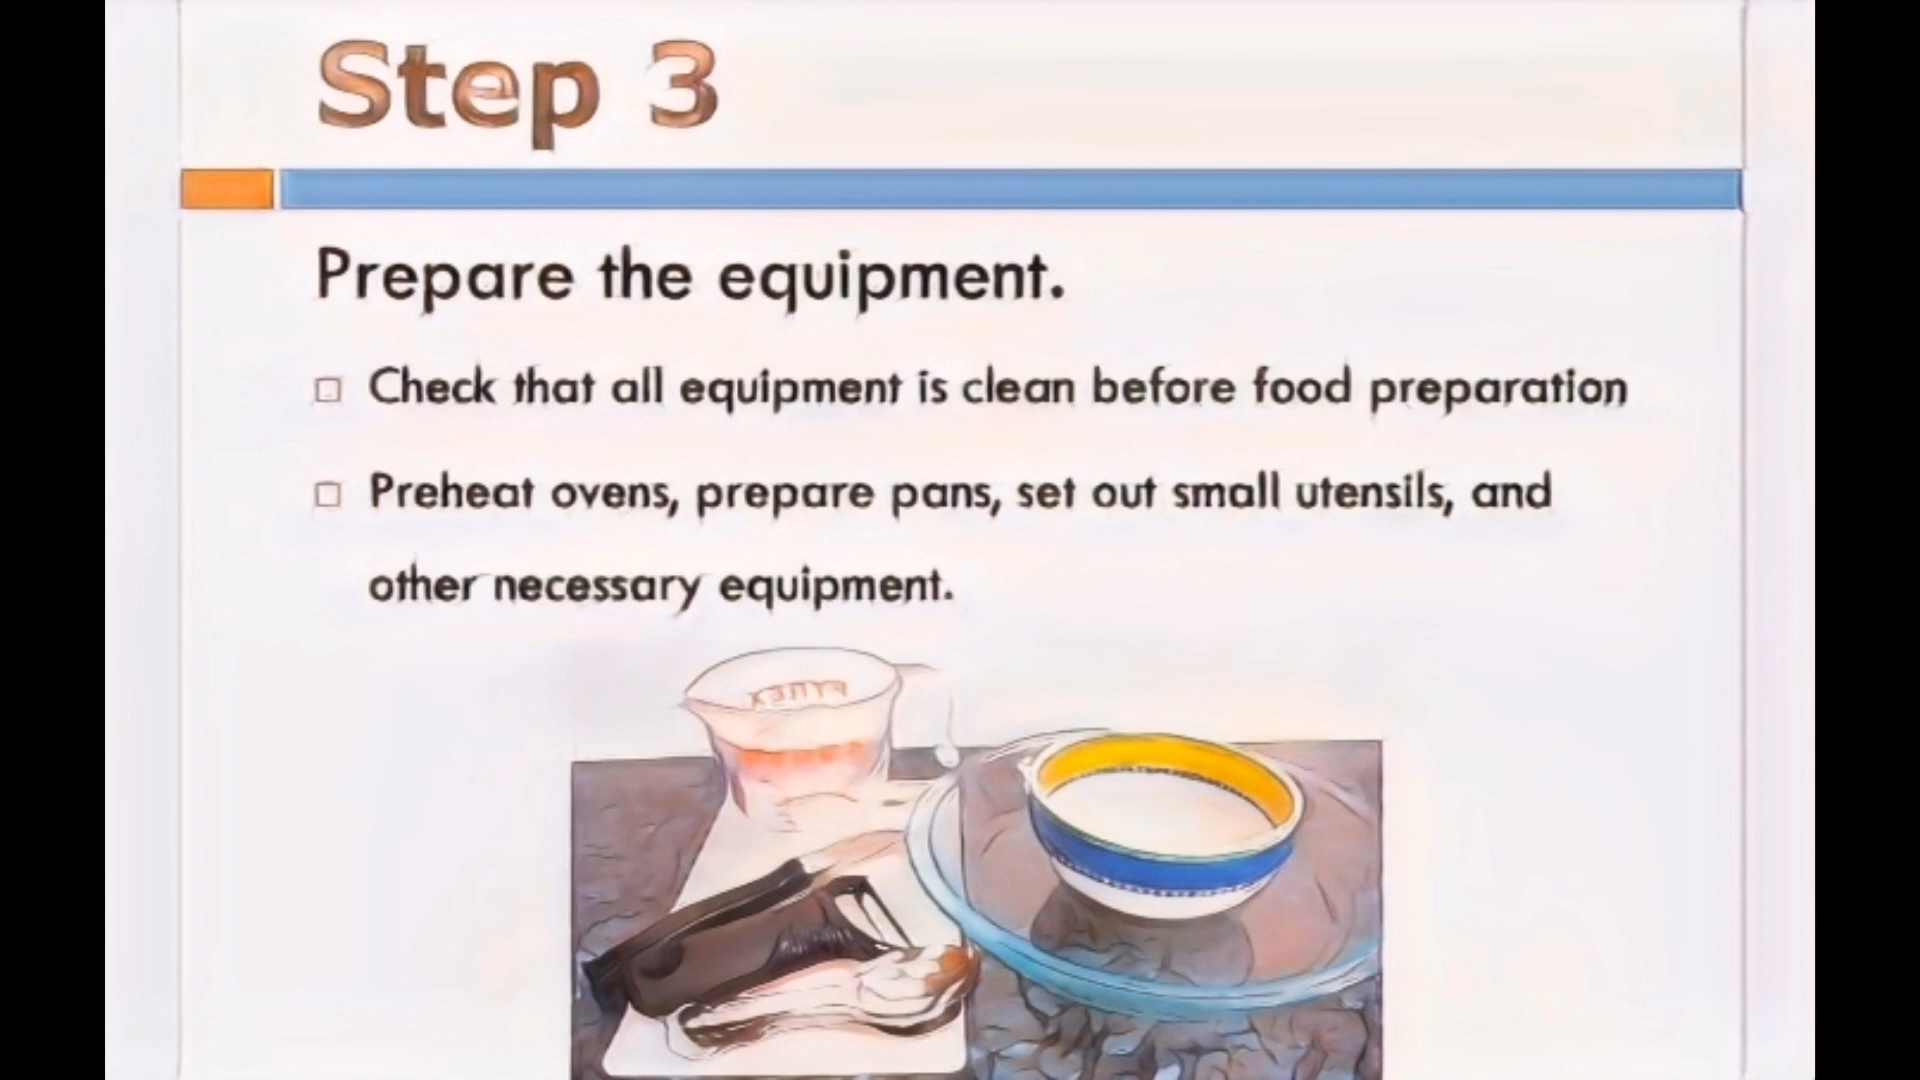 Step 3
Prepare the equipment.
Check that all equipment is clean before food preparation
Preheat ovens, prepare pans, set out small utensils, and
other necessary equipment.